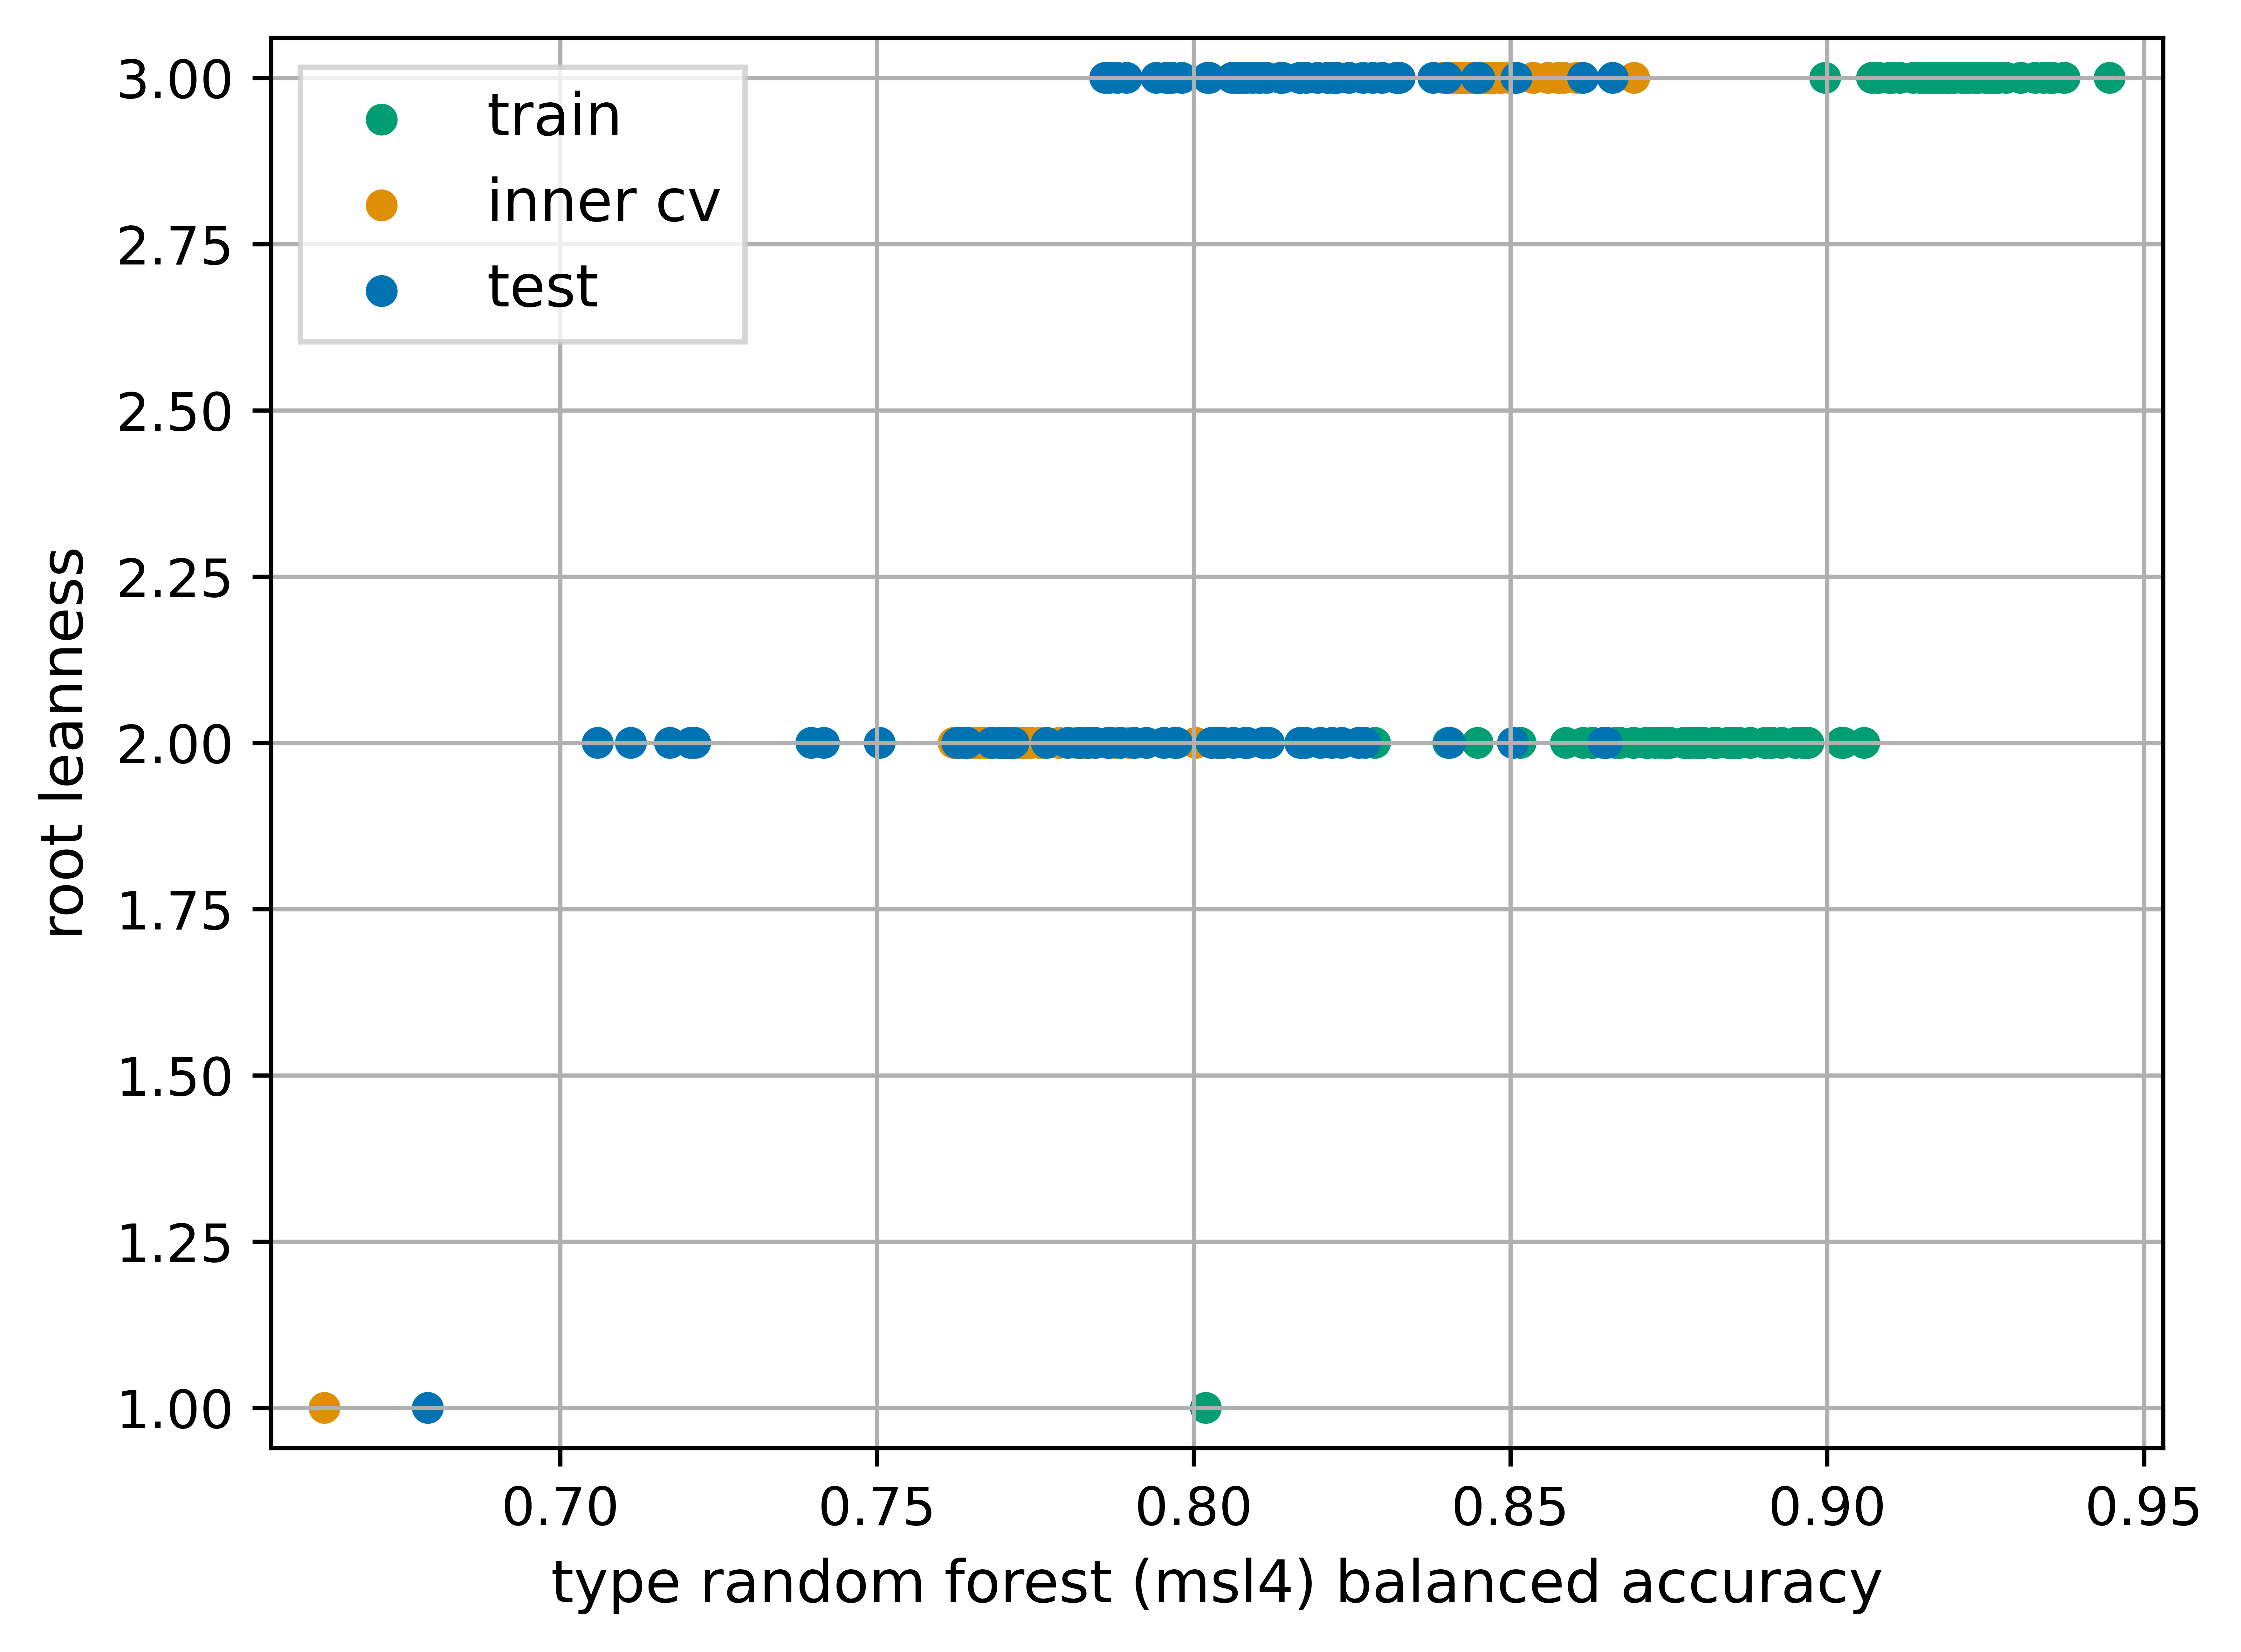 train
inner cv
test
3.00
2.75
2.50
2.25
2.00
1.75
1.50
1.25
1.00
root leanness
0.70 0.75 0.80 0.85 0.90 0.95
type random forest (msl4) balanced accuracy